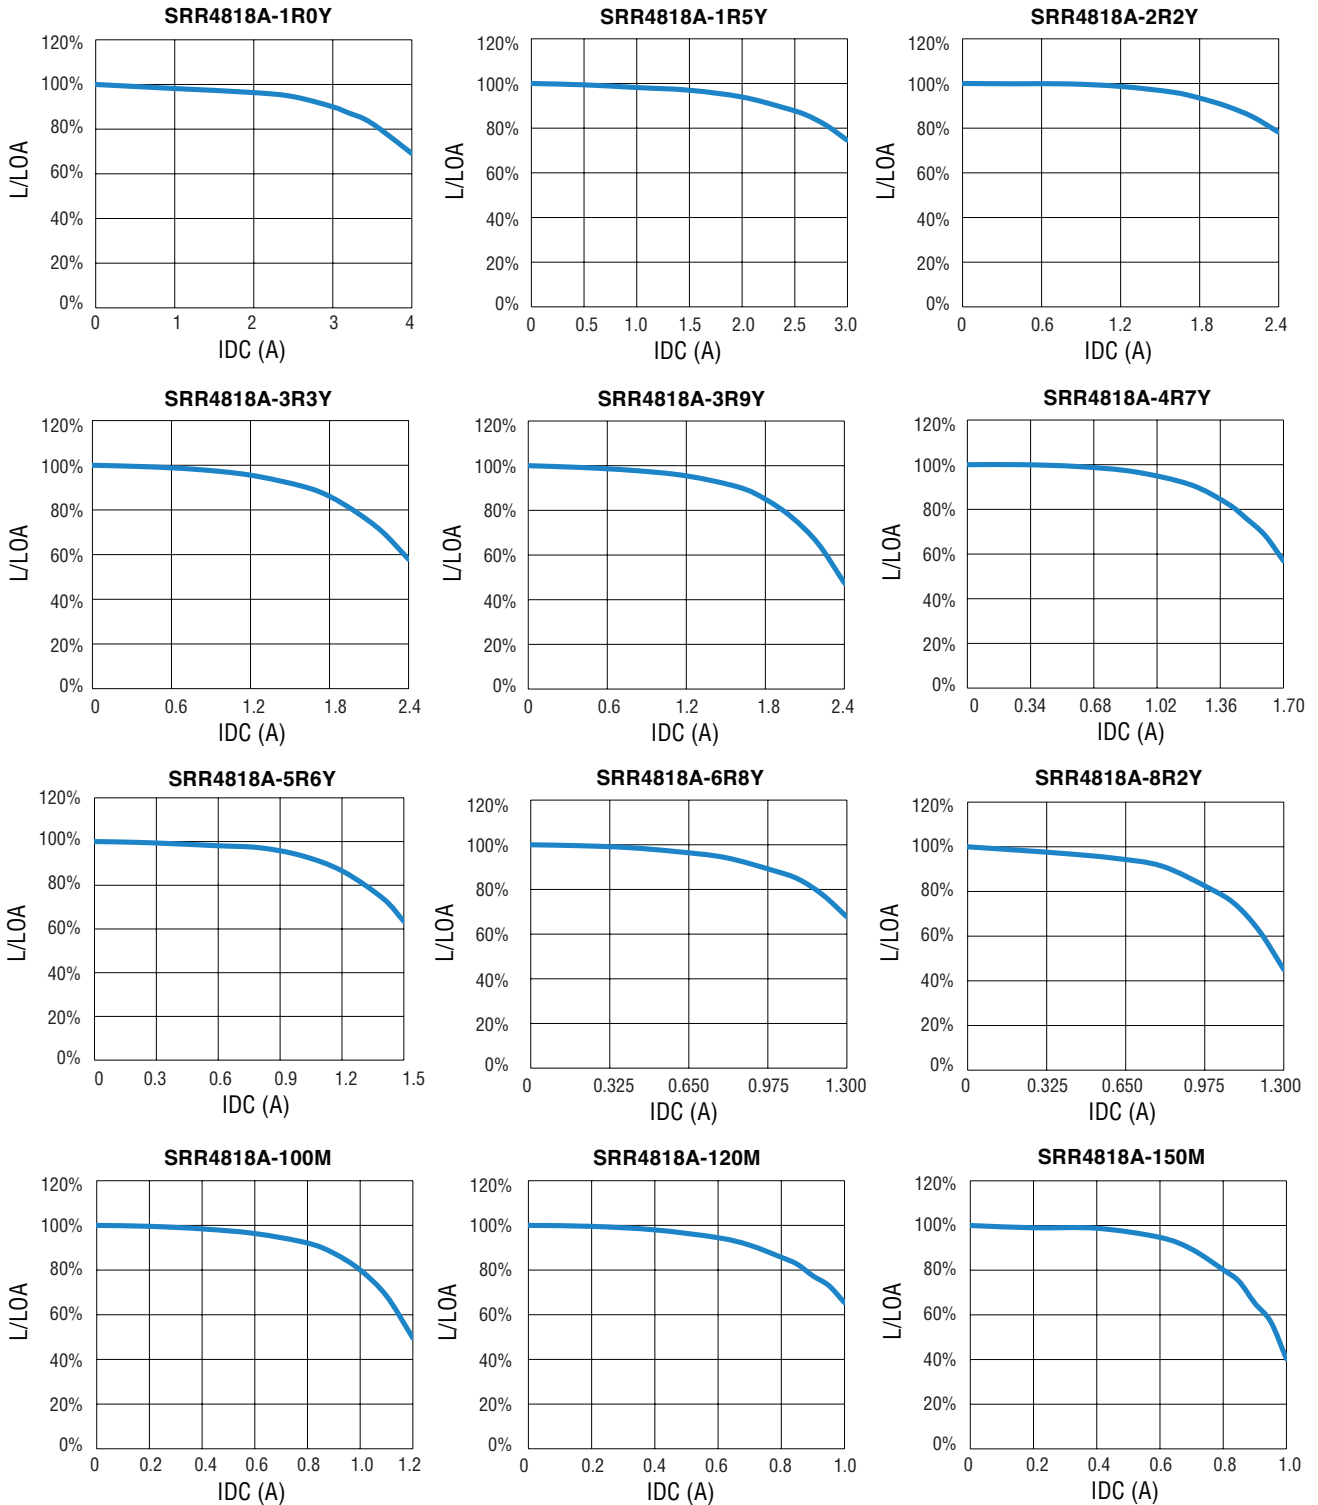 SRR4818A-1R0Y
120%
100%
80%
60%
40%
20%
0%
L/LOA
0 1 2 3 4
IDC (A)
SRR4818A-1R5Y
120%
100%
80%
60%
40%
20%
0%
L/LOA
0 0.5 1.0 1.5 2.0 2.5 3.0
IDC (A)
SRR4818A-2R2Y
120%
100%
80%
60%
40%
20%
0%
L/LOA
0 0.6 1.2 1.8 2.4
IDC (A)
SRR4818A-3R3Y
120%
100%
80%
60%
40%
20%
0%
L/LOA
0 0.6 1.2 1.8 2.4
IDC (A)
SRR4818A-3R9Y
120%
100%
80%
60%
40%
20%
0%
L/LOA
0 0.6 1.2 1.8 2.4
IDC (A)
SRR4818A-4R7Y
120%
100%
80%
60%
40%
20%
0%
L/LOA
0 0.34 0.68 1.02 1.36 1.70
IDC (A)
SRR4818A-5R6Y
120%
100%
80%
60%
40%
20%
0%
L/LOA
0 0.3 0.6 0.9 1.2 1.5
IDC (A)
SRR4818A-6R8Y
120%
100%
80%
60%
40%
20%
0%
L/LOA
0 0.325 0.650 0.975 1.300
IDC (A)
SRR4818A-8R2Y
120%
100%
80%
60%
40%
20%
0%
L/LOA
0 0.325 0.650 0.975 1.300
IDC (A)
SRR4818A-100M
120%
100%
80%
60%
40%
20%
0%
L/LOA
0 0.2 0.4 0.6 0.8 1.0 1.2
IDC (A)
SRR4818A-120M
120%
100%
80%
60%
40%
20%
0%
L/LOA
0 0.2 0.4 0.6 0.8 1.0
IDC (A)
SRR4818A-150M
120%
100%
80%
60%
40%
20%
0%
L/LOA
0 0.2 0.4 0.6 0.8 1.0
IDC (A)